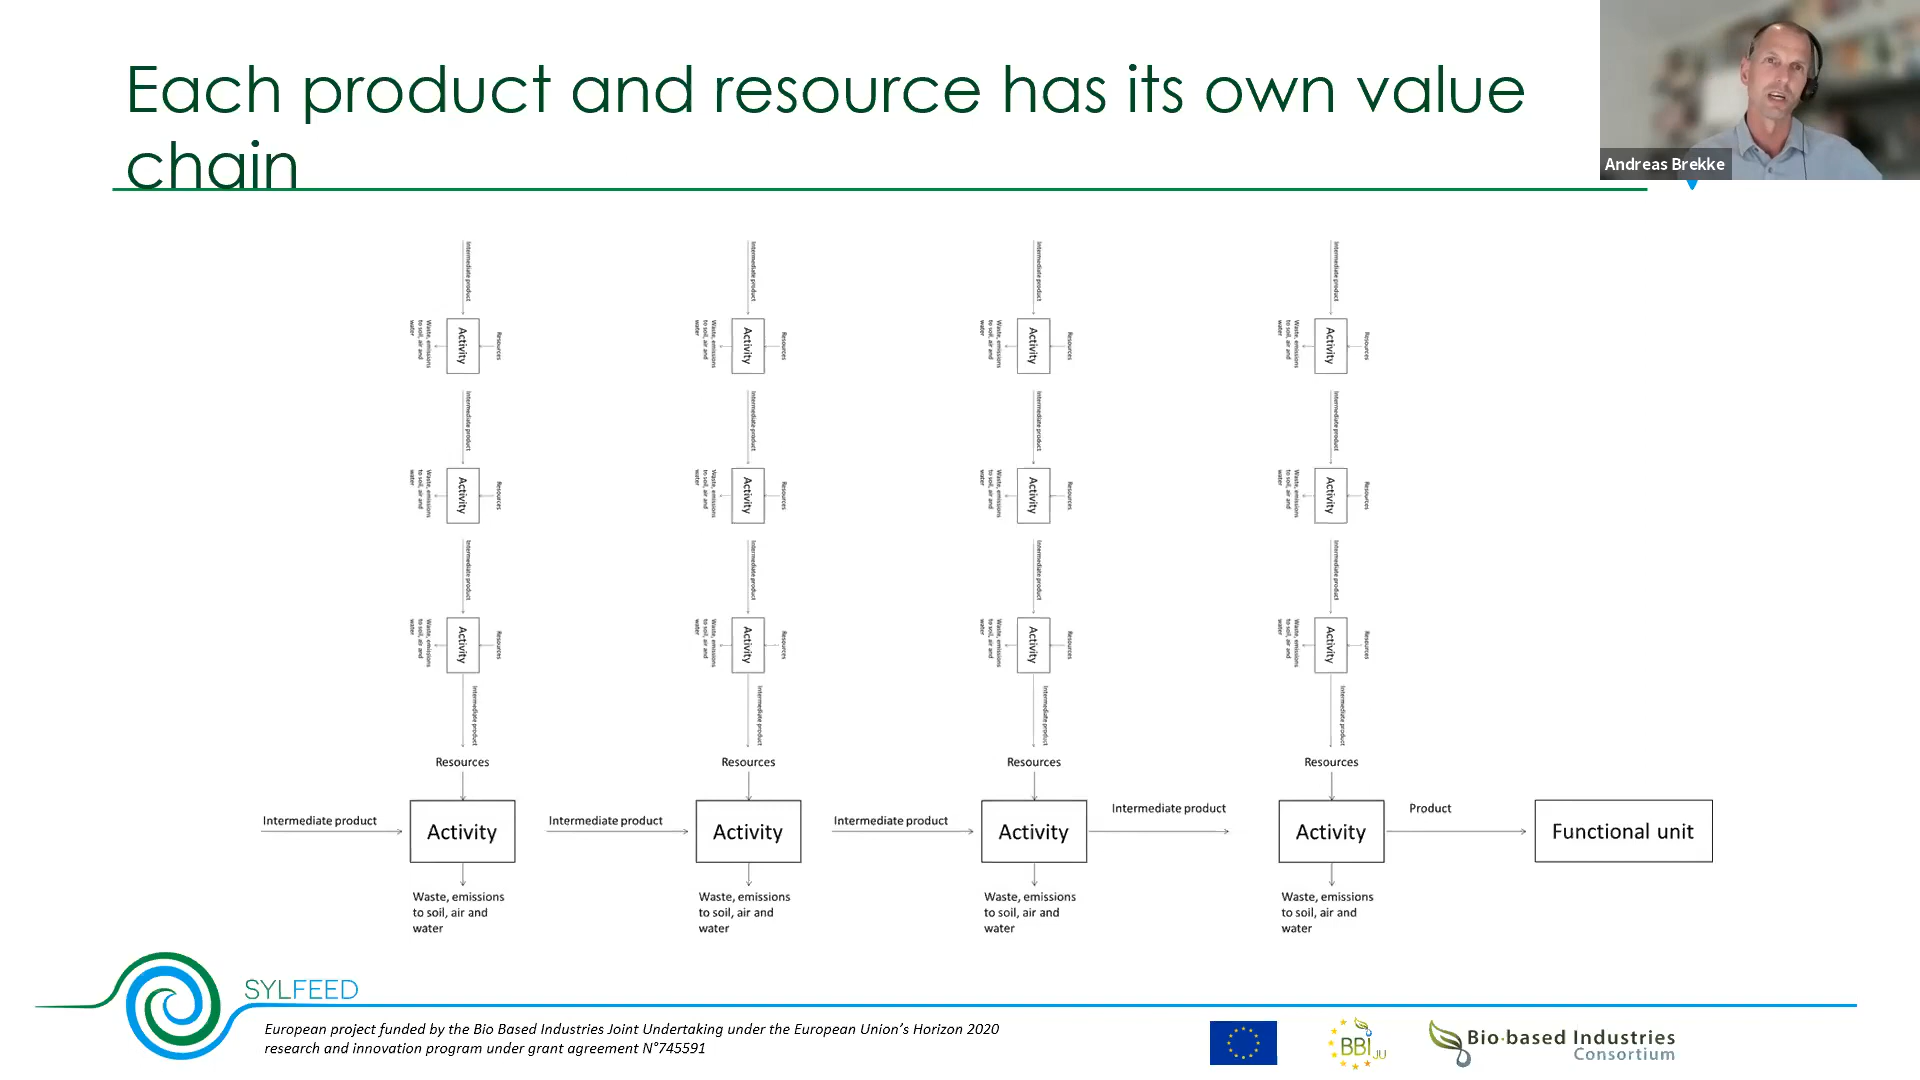 Each product and resource has its own value
chain
Andreas Brekke
Intermediate product
Intermediate product
Intermediate product
Intermediate product
Waste, emissions
to soil, air and
water
Activity
Resources
Waste, emissions
to soil, air and
water
Activity
Resources
Waste, emissions
to soil, air and
water
Activity
Resources
Waste, emissions
to soil, air and
water
Activity
Resources
Intermediate product
Intermediate product
Intermediate product
Intermediate product
Waste, emissions
to soil, air and
water
Activity
Resources
Waste, emissions
to soil, air and
water
Activity
Resources
Waste, emissions
to soil, air and
water
Activity
Resources
Waste, emissions
to soil, air and
water
Activity
Resources
Intermediate product
Intermediate product
Intermediate product
Intermediate product
Waste, emissions
to soil, air and
water
Activity
Resources
Waste, emissions
to soil, air and
water
Activity
Resources
Waste, emissions
to soil, air and
water
Activity
Resources
Waste, emissions
to soil, air and
water
Activity
Resources
Intermediate product
Intermediate product
Intermediate product
Intermediate product
Resources
Resources
Resources
Resources
Intermediate product
Activity
Intermediate product
Activity
Intermediate product
Activity
Intermediate product
Activity
Product
Functional unit
Waste, emissions
to soil, air and
water
Waste, emissions
to soil, air and
water
Waste, emissions
to soil, air and
water
Waste, emissions
to soil, air and
water
SYLFEED
European project funded by the Bio Based Industries Joint Undertaking under the European Union's Horizon 2020
research and innovation program under grant agreement N°745591
BBI JU
Bio-based Industries
Consortium